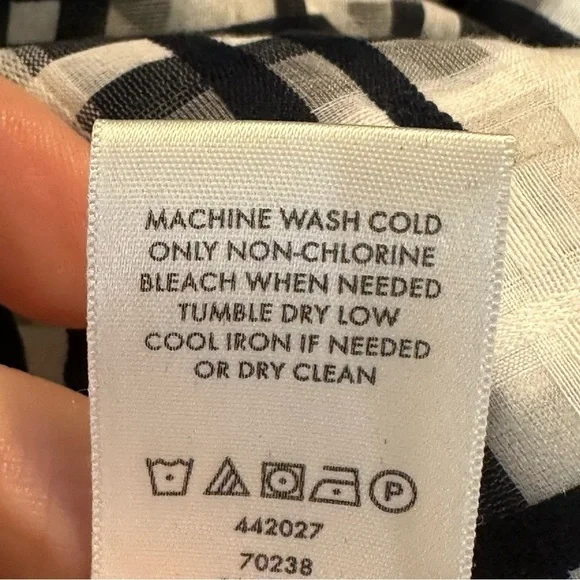 MACHINE WASH COLD
ONLY NON-CHLORINE
BLEACH WHEN NEEDED
TUMBLE DRY LOW
COOL IRON IF NEEDED
OR DRY CLEAN
P
442027
70238